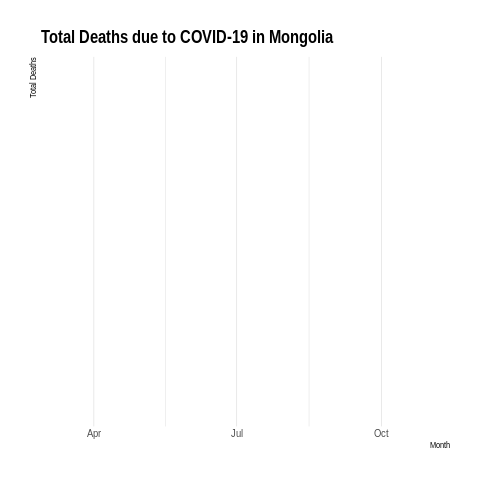 Total Deaths due to COVID-19 in Mongolia
Total Deaths
Apr Jul Oct
Month